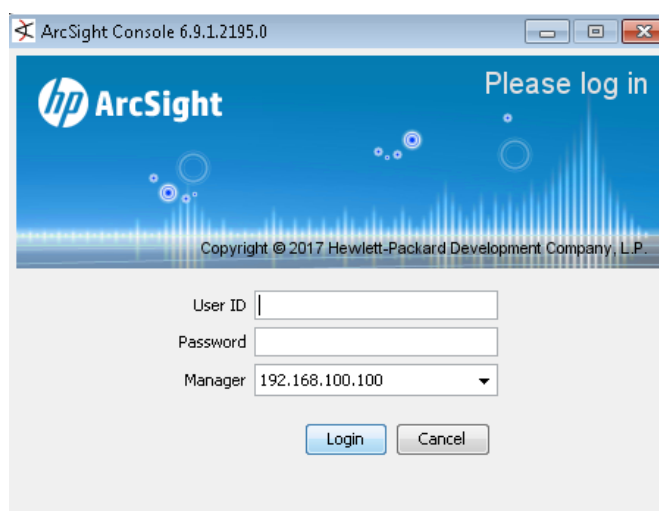 ArcSight Console 6.9.1.2195.0
Please log in
hp ArcSight
Copyright © 2017 Hewlett-Packard Development Company, L.P.
User ID
Password
Manager 192.168.100.100
Login Cancel